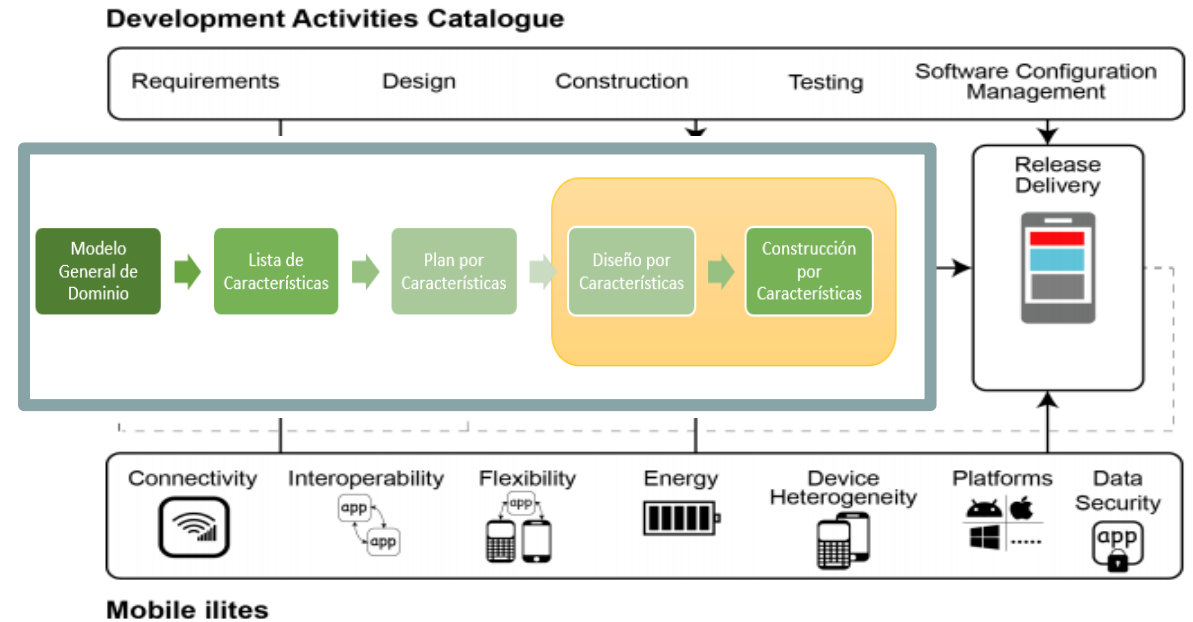 Development Activities Catalogue
Requirements
Design
Construction
Testing
Software Configuration
Management
Modelo
General de
Dominio
Lista de
Características
Plan por
Características
Diseño por
Características
Construcción
por
Características
Release
Delivery
Connectivity
Interoperability
app
app
Flexibility
app
Energy
Device
Heterogeneity
Platforms
Data
Security
app
Mobile ilites